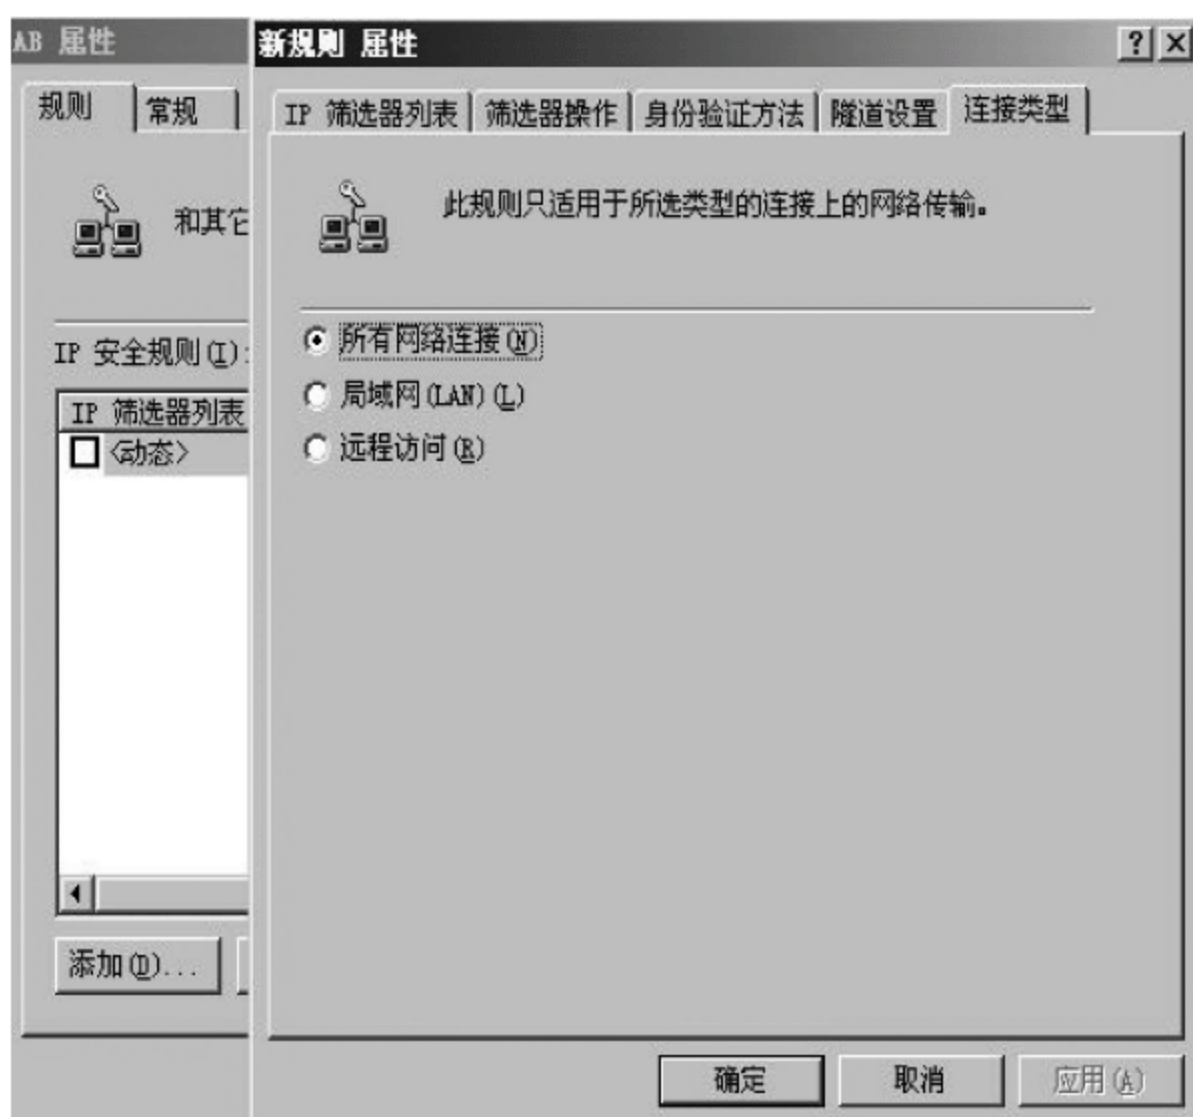 AB 属性
规则 常规
和其它
IP 安全规则(I):
IP 筛选器列表
<动态>
添加(D)...
新规则 属性
IP 筛选器列表 筛选器操作 身份验证方法 隧道设置 连接类型
此规则只适用于所选类型的连接上的网络传输。
所有网络连接(N)
局域网(LAN)(L)
远程访问(R)
确定 取消 应用(A)